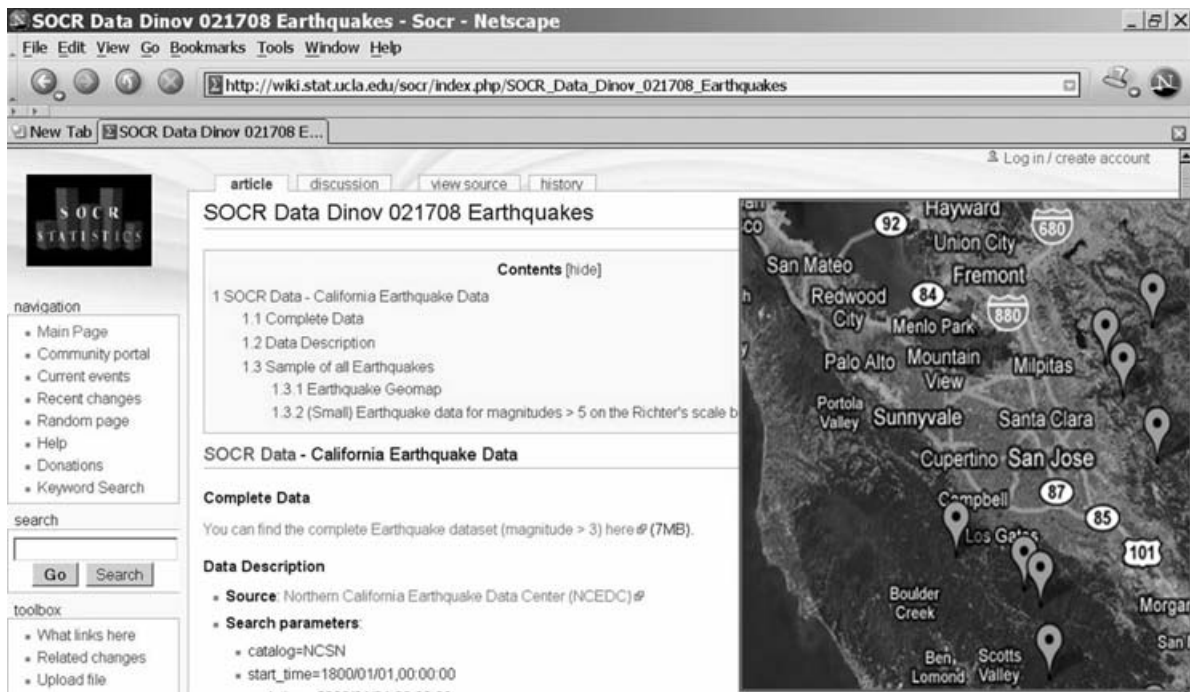 SOCR Data Dinov 021708 Earthquakes - Socr - Netscape
File Edit View Go Bookmarks Tools Window Help
http://wiki.stat.ucla.edu/socr/index.php/SOCR_Data_Dinov_021708_Earthquakes
New Tab
SOCR Data Dinov 021708 E...
Log in / create account
SOCR
STATISTICS
article
discussion
view source
history
SOCR Data Dinov 021708 Earthquakes
Contents [hide]
1 SOCR Data - California Earthquake Data
1.1 Complete Data
1.2 Data Description
1.3 Sample of all Earthquakes
1.3.1 Earthquake Geomap
1.3.2 (Small) Earthquake data for magnitudes > 5 on the Richter's scale b
SOCR Data - California Earthquake Data
Complete Data
You can find the complete Earthquake dataset (magnitude > 3) here (7MB).
Data Description
Source: Northern California Earthquake Data Center (NCEDC)
Search parameters:
catalog=NCSN
start_time=1800/01/01,00:00:00
navigation
Main Page
Community portal
Current events
Recent changes
Random page
Help
Donations
Keyword Search
search
Go
Search
toolbox
What links here
Related changes
Upload file
Hayward
92
680
Union City
San Mateo
Fremont
Redwood
City
84
880
Menlo Park
Palo Alto
Mountain
View
Milpitas
Portola
Valley
Sunnyvale
Santa Clara
Cupertino
San Jose
Campbell
87
85
Los Gatos
101
Boulder
Creek
Morgan
San
Ben
Lomond
Scotts
Valley